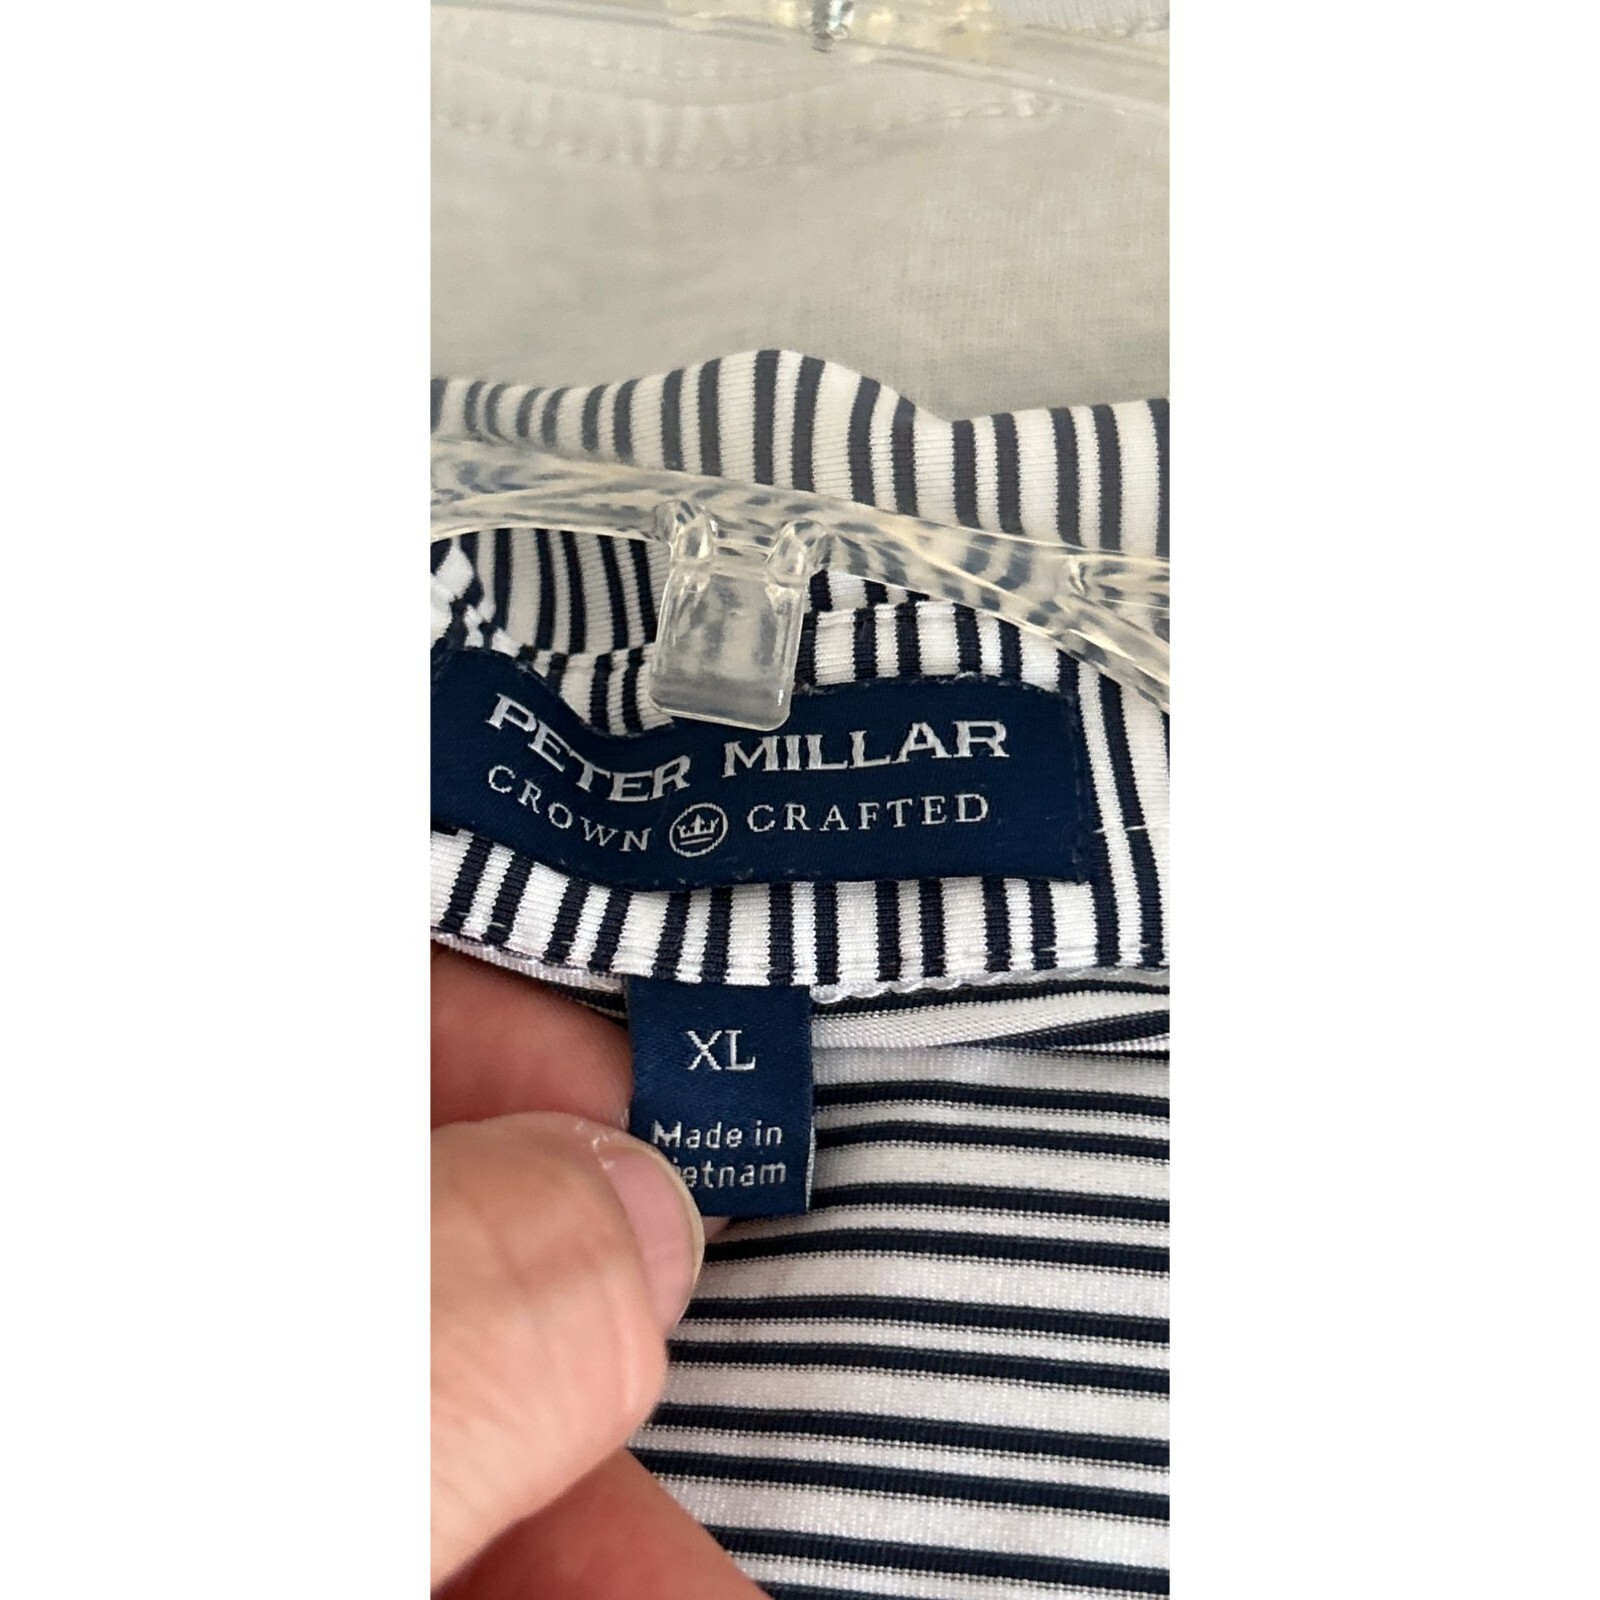 PETER MILLAR
CROWN CRAFTED
XL
Made in